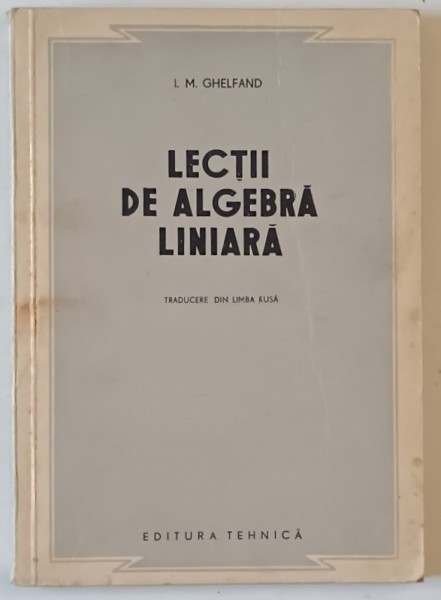 I. M. GHELFAND
LECȚII
DE ALGEBRĂ
LINIARĂ
TRADUCERE DIN LIMBA RUSĂ
EDITURA TEHNICĂ